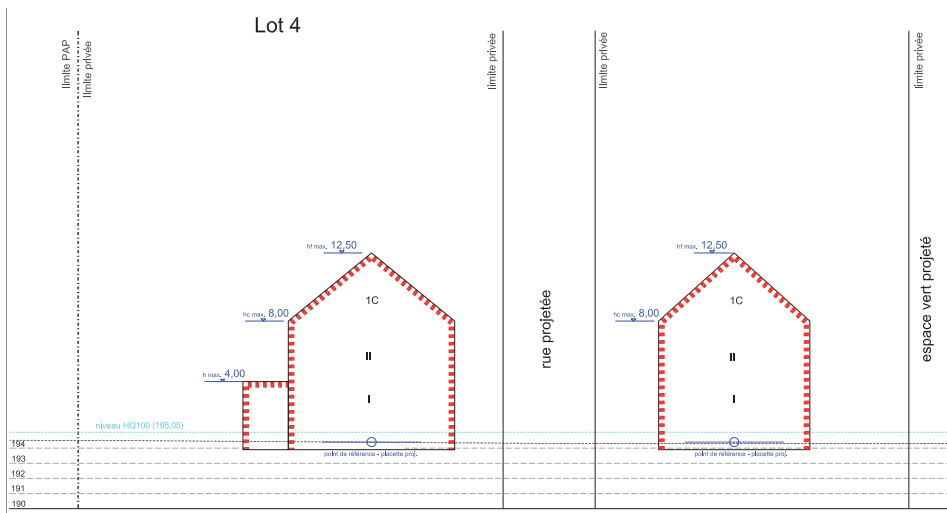 Lot 4
limite PAP
limite privée
limite privée
limite privée
limite privée
hf max. 12,50
hf max. 12,50
1C
1C
hc max. 8,00
hc max. 8,00
rue projetée
espace vert projeté
II
II
h max. 4,00
I
I
niveau HQ100 (195,05)
194
point de référence - placette proj.
point de référence - placette proj.
193
192
191
190